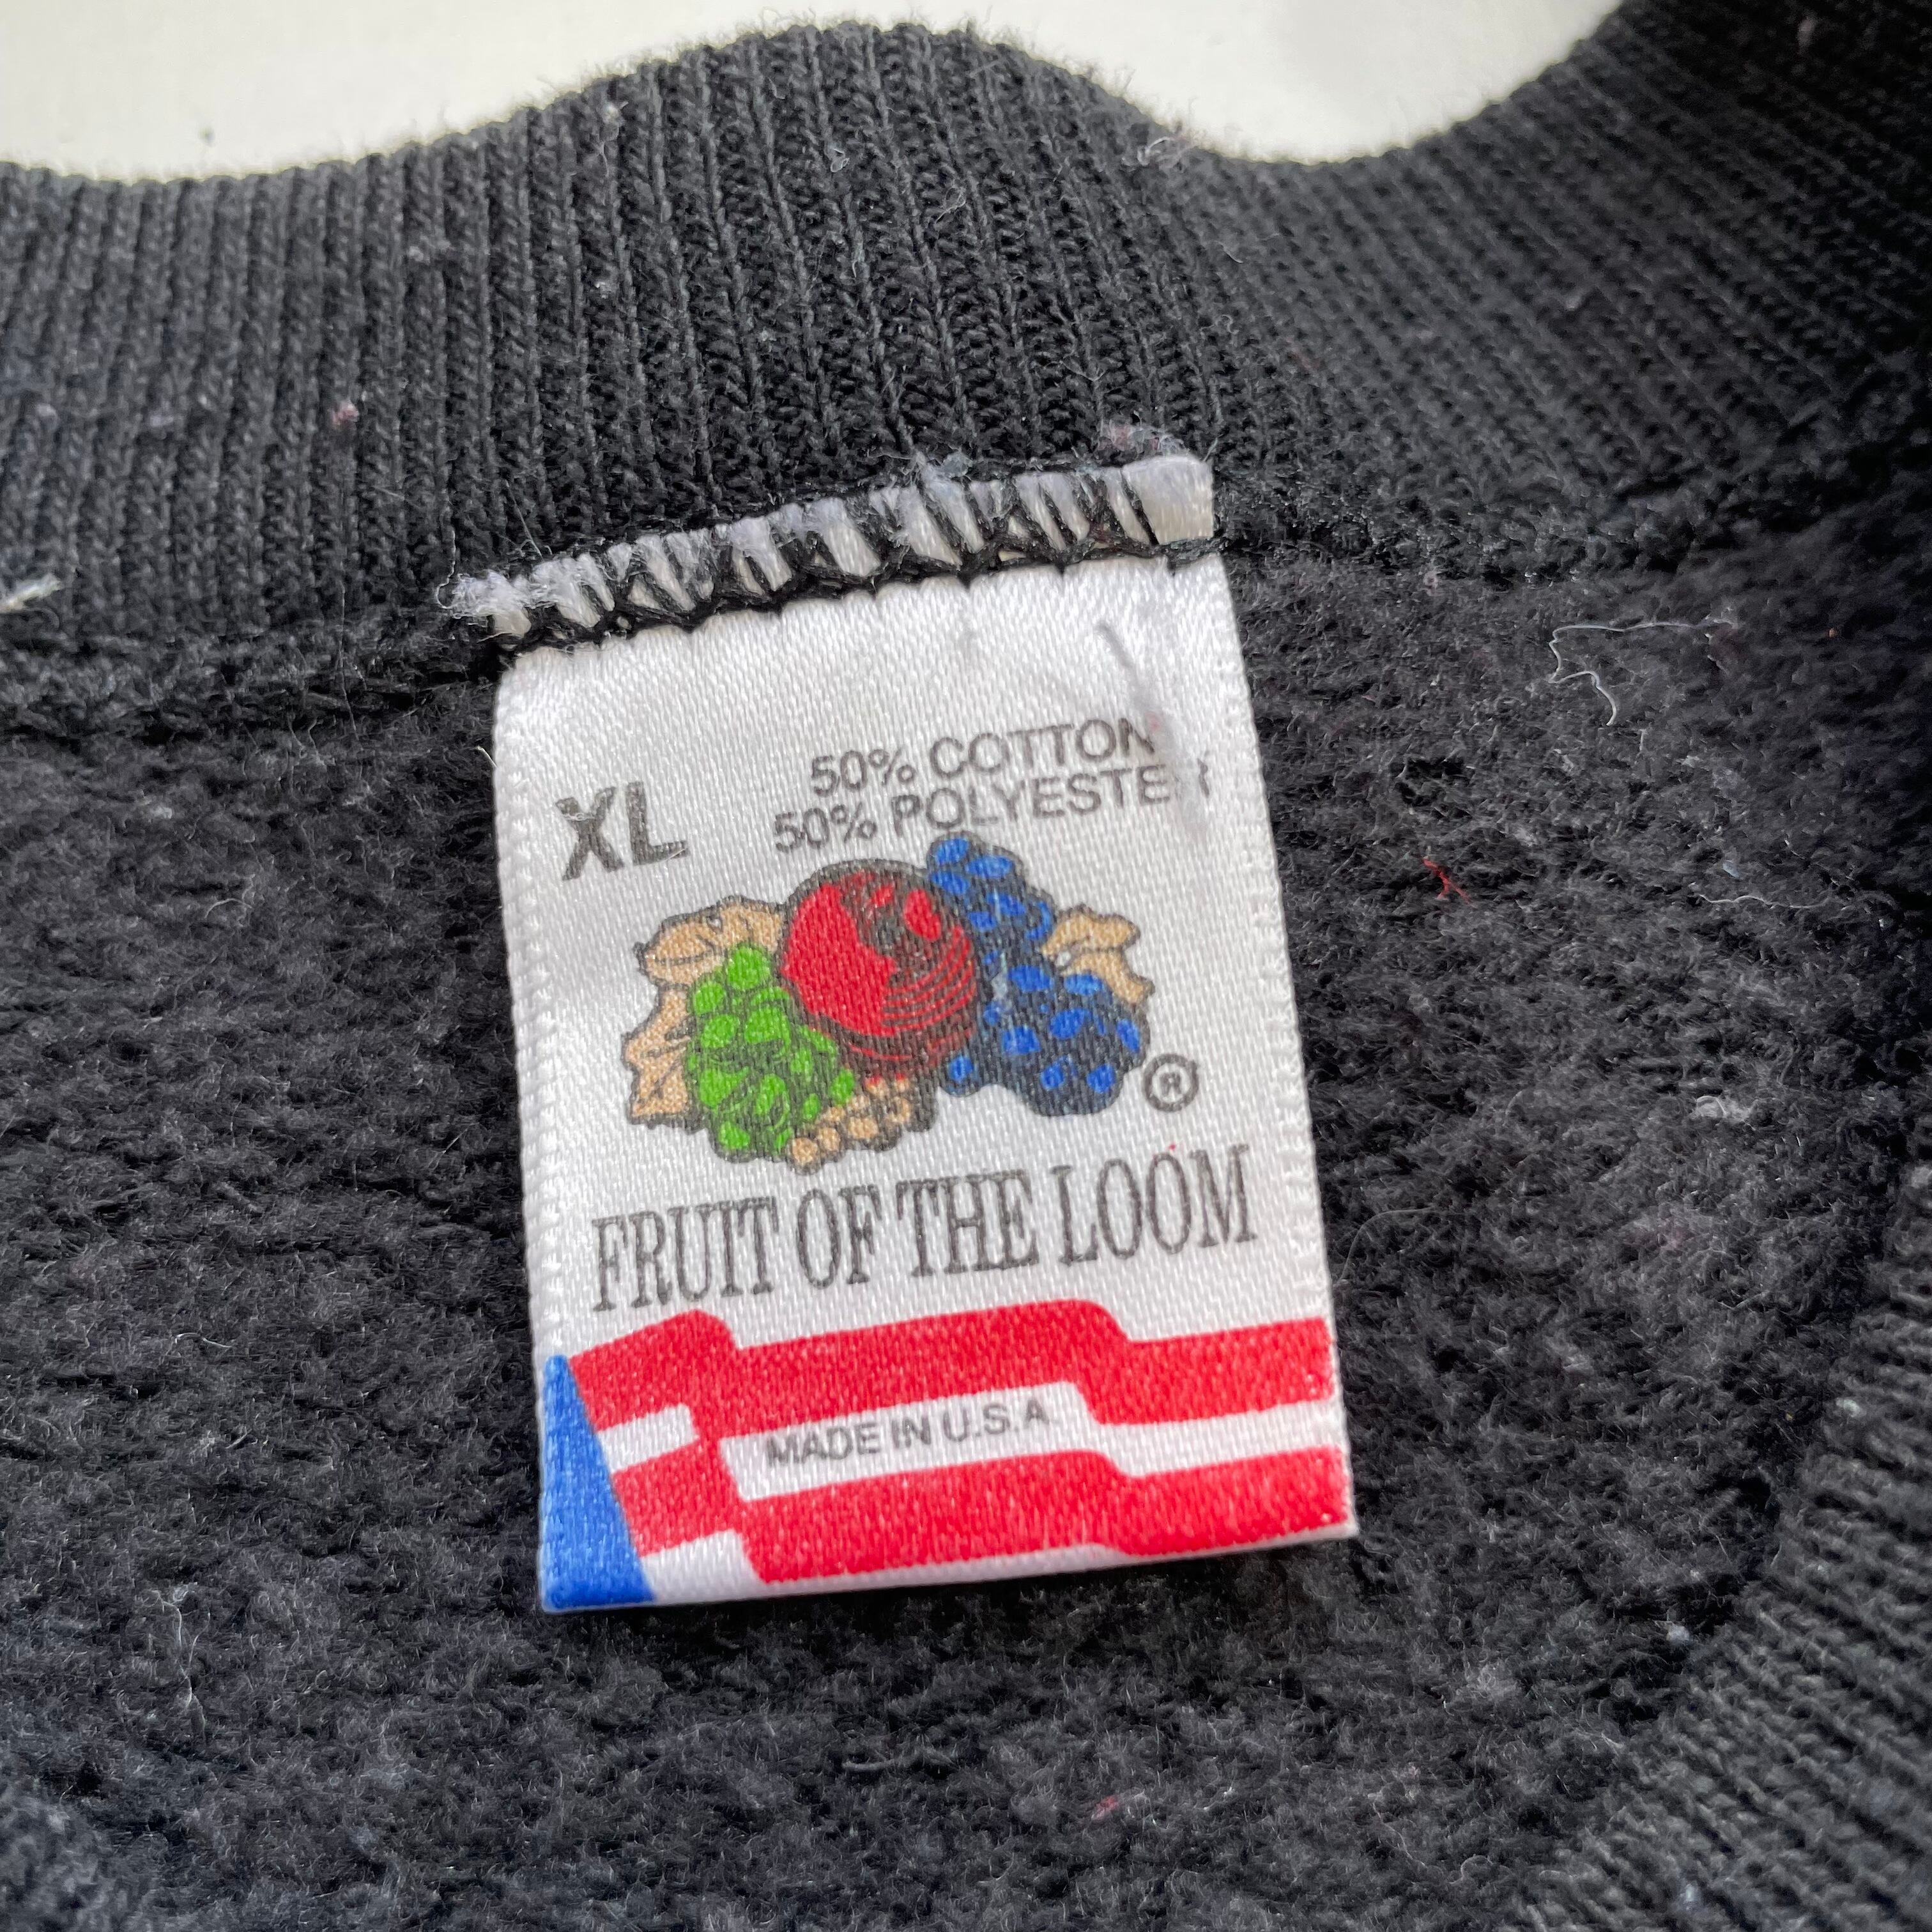 50% COTTON
50% POLYESTER
XL
®
FRUIT OF THE LOOM
MADE IN U.S.A.